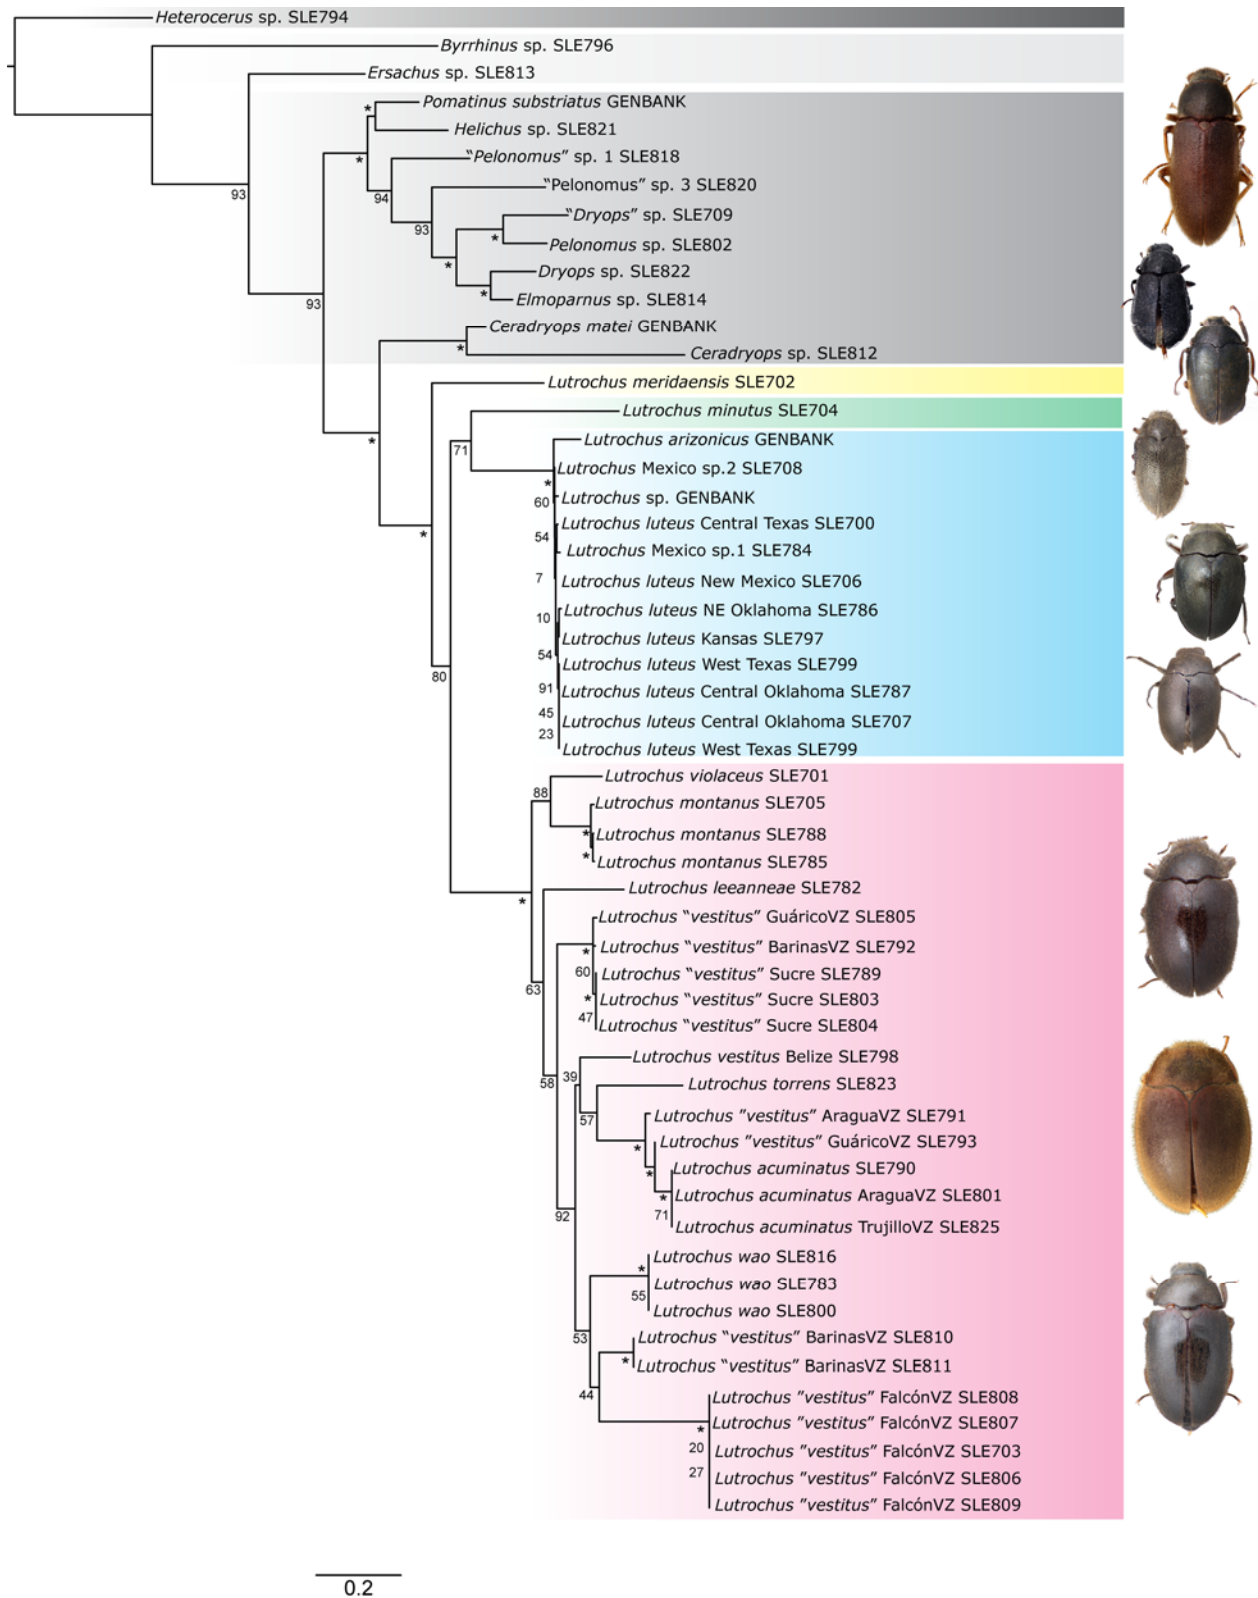 Heterocerus sp. SLE794
Byrrhinus sp. SLE796
Ersachus sp. SLE813
Pomatinus substriatus GENBANK
*
Helichus sp. SLE821
*
"Pelonomus" sp. 1 SLE818
"Pelonomus" sp. 3 SLE820
93
94
"Dryops" sp. SLE709
93
*
Pelonomus sp. SLE802
*
Dryops sp. SLE822
*
Elmoparnus sp. SLE814
93
Ceradryops matei GENBANK
*
Ceradryops sp. SLE812
Lutrochus meridaensis SLE702
Lutrochus minutus SLE704
*
Lutrochus arizonicus GENBANK
71
Lutrochus Mexico sp.2 SLE708
*
Lutrochus sp. GENBANK
60
Lutrochus luteus Central Texas SLE700
*
54
Lutrochus Mexico sp.1 SLE784
7
Lutrochus luteus New Mexico SLE706
Lutrochus luteus NE Oklahoma SLE786
10
Lutrochus luteus Kansas SLE797
54
Lutrochus luteus West Texas SLE799
80
91
Lutrochus luteus Central Oklahoma SLE787
45
Lutrochus luteus Central Oklahoma SLE707
23
Lutrochus luteus West Texas SLE799
Lutrochus violaceus SLE701
88
Lutrochus montanus SLE705
*
Lutrochus montanus SLE788
*
Lutrochus montanus SLE785
Lutrochus leeanneae SLE782
*
Lutrochus "vestitus" GuáricoVZ SLE805
*
Lutrochus "vestitus" BarinasVZ SLE792
60
Lutrochus "vestitus" Sucre SLE789
63
*
Lutrochus "vestitus" Sucre SLE803
47
Lutrochus "vestitus" Sucre SLE804
Lutrochus vestitus Belize SLE798
58
39
Lutrochus torrens SLE823
57
Lutrochus "vestitus" AraguaVZ SLE791
*
Lutrochus "vestitus" GuáricoVZ SLE793
*
Lutrochus acuminatus SLE790
*
Lutrochus acuminatus AraguaVZ SLE801
92
71
Lutrochus acuminatus TrujilloVZ SLE825
Lutrochus wao SLE816
*
Lutrochus wao SLE783
55
Lutrochus wao SLE800
53
Lutrochus "vestitus" BarinasVZ SLE810
*
Lutrochus "vestitus" BarinasVZ SLE811
44
Lutrochus "vestitus" FalcónVZ SLE808
*
Lutrochus "vestitus" FalcónVZ SLE807
20
Lutrochus "vestitus" FalcónVZ SLE703
27
Lutrochus "vestitus" FalcónVZ SLE806
Lutrochus "vestitus" FalcónVZ SLE809
0.2